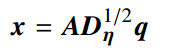 𝒙 = 𝑨𝑫_𝜼^{1/2} 𝒒